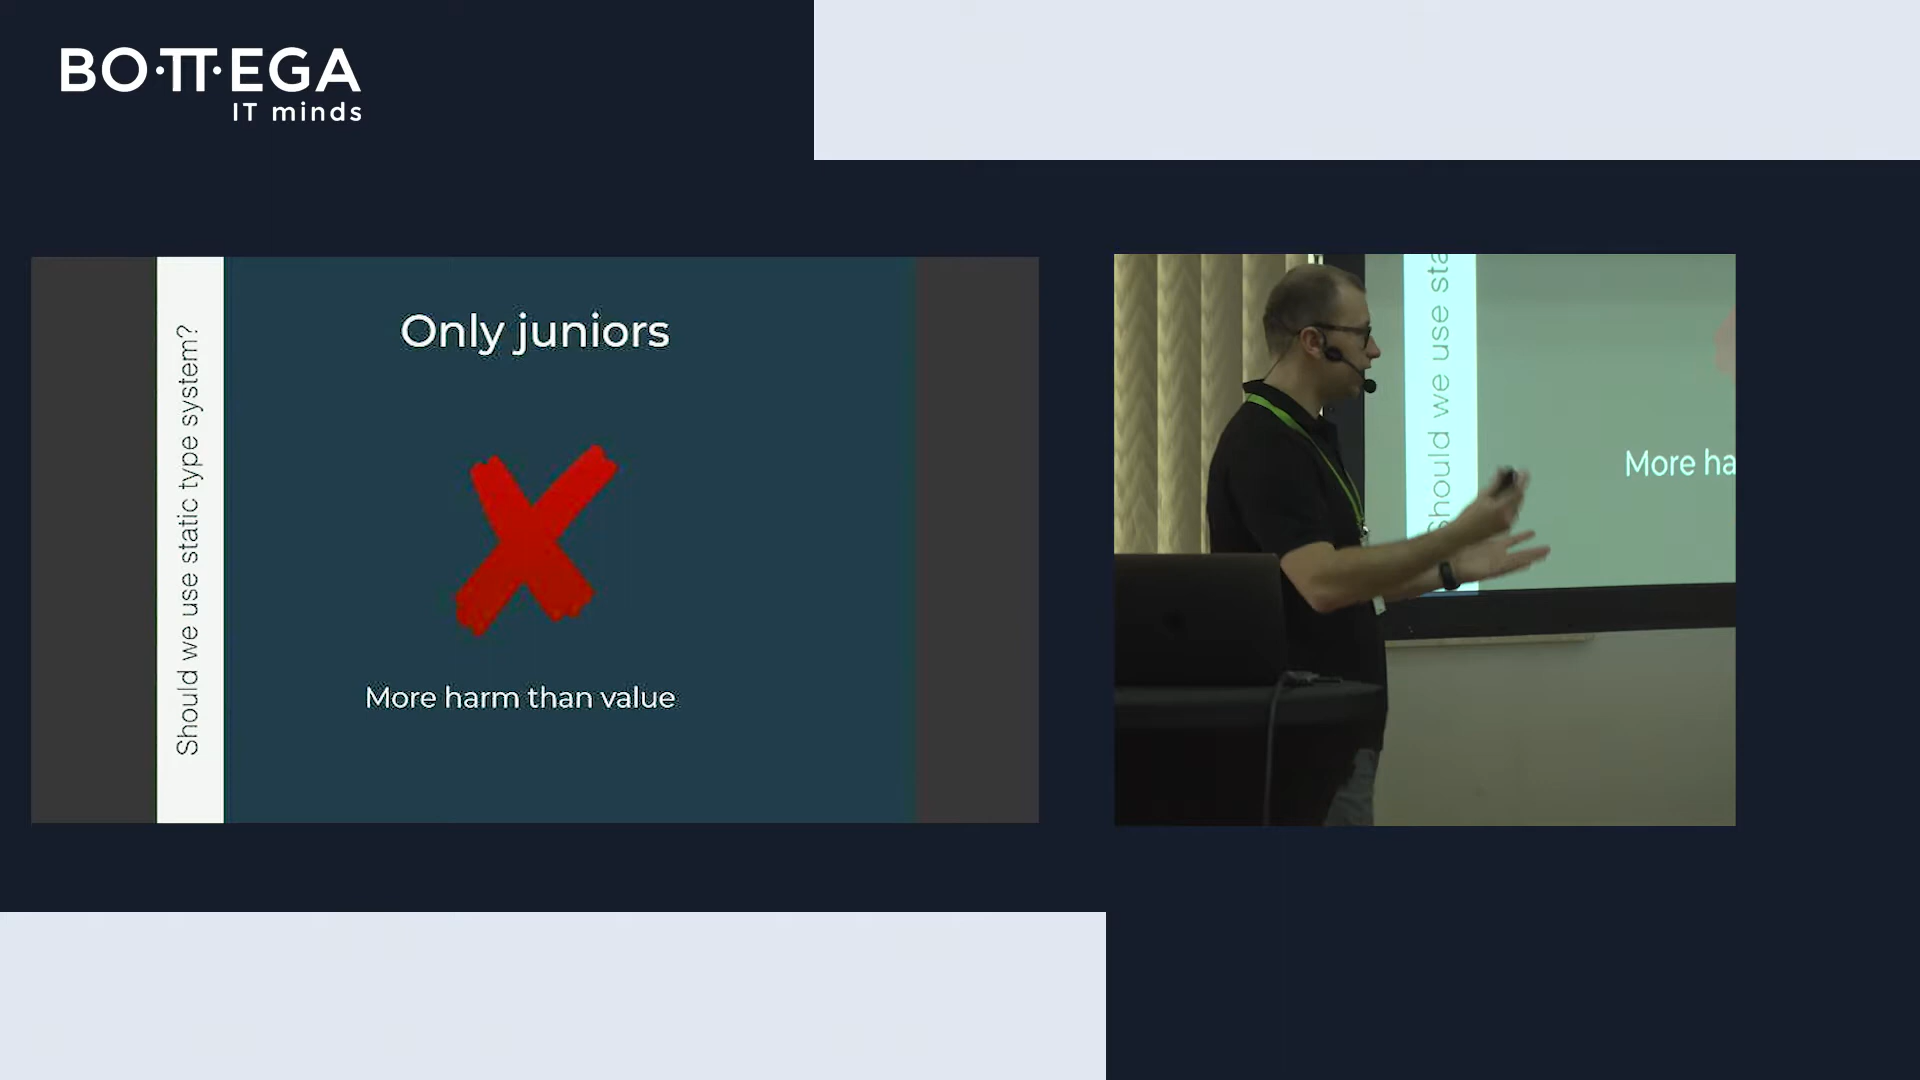 BO·TT·EGA
IT minds
Should we use static type system?
Only juniors
More harm than value
Should we use sta
More ha